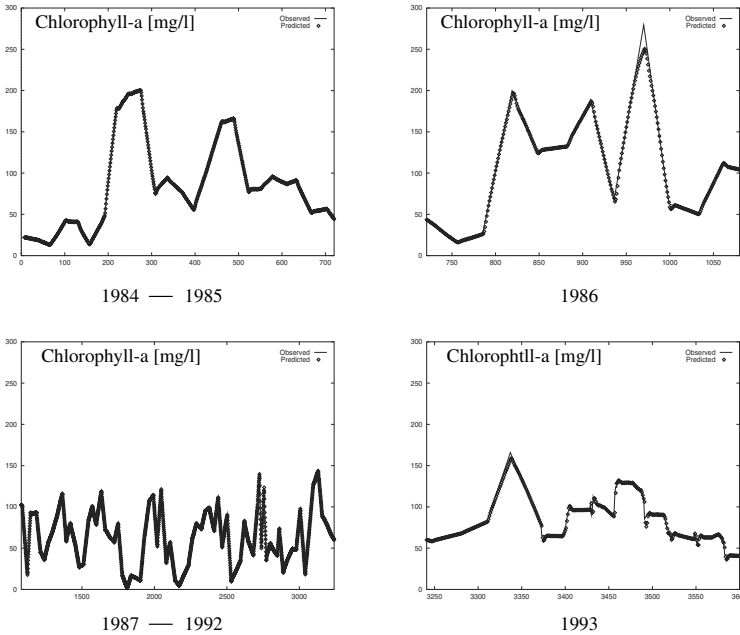 Chlorophyll-a [mg/l]
Observed
Predicted
300
250
200
150
100
50
0
0 100 200 300 400 500 600 700
1984 — 1985
Chlorophyll-a [mg/l]
Observed
Predicted
300
250
200
150
100
50
0
750 800 850 900 950 1000 1050
1986
Chlorophyll-a [mg/l]
Observed
Predicted
300
250
200
150
100
50
0
1500 2000 2500 3000
1987 — 1992
Chlorophtll-a [mg/l]
Observed
Predicted
300
250
200
150
100
50
0
3250 3300 3350 3400 3450 3500 3550 360
1993